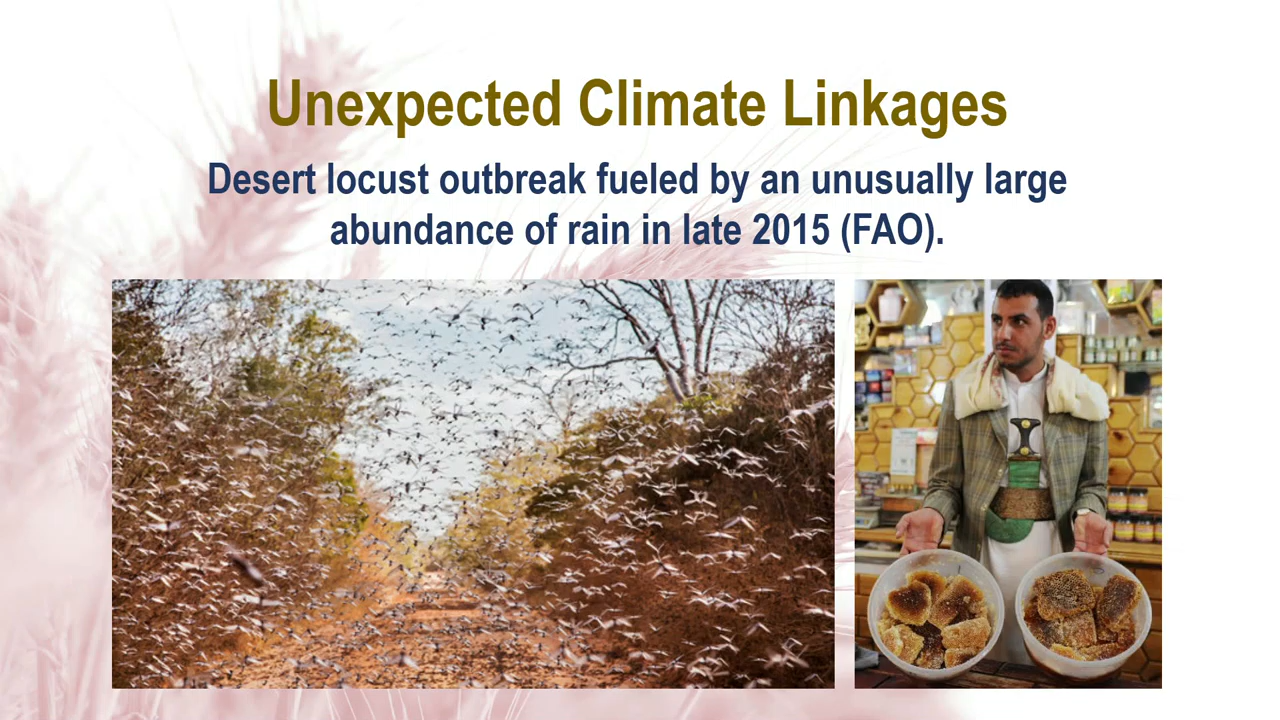 Unexpected Climate Linkages
Desert locust outbreak fueled by an unusually large
abundance of rain in late 2015 (FAO).